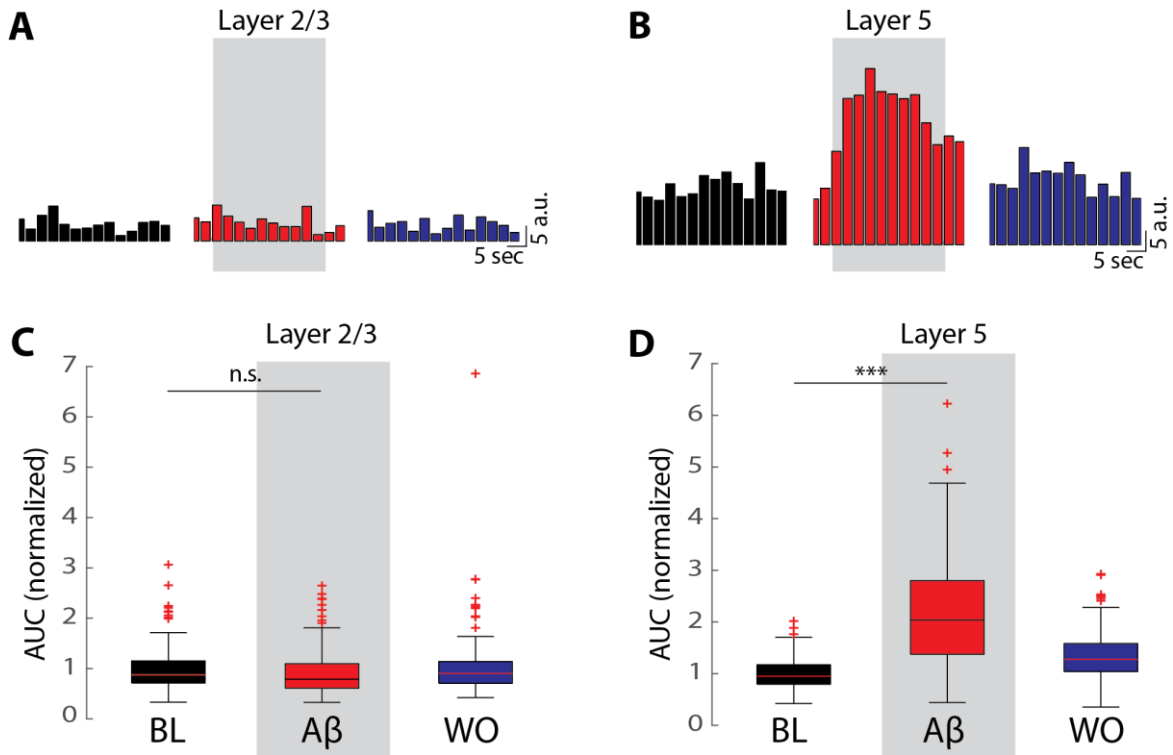 A
Layer 2/3
5 sec
5 a.u.
B
Layer 5
5 sec
5 a.u.
C
Layer 2/3
n.s.
AUC (normalized)
7
6
5
4
3
2
1
0
BL
Aβ
WO
D
Layer 5
***
AUC (normalized)
7
6
5
4
3
2
1
0
BL
Aβ
WO